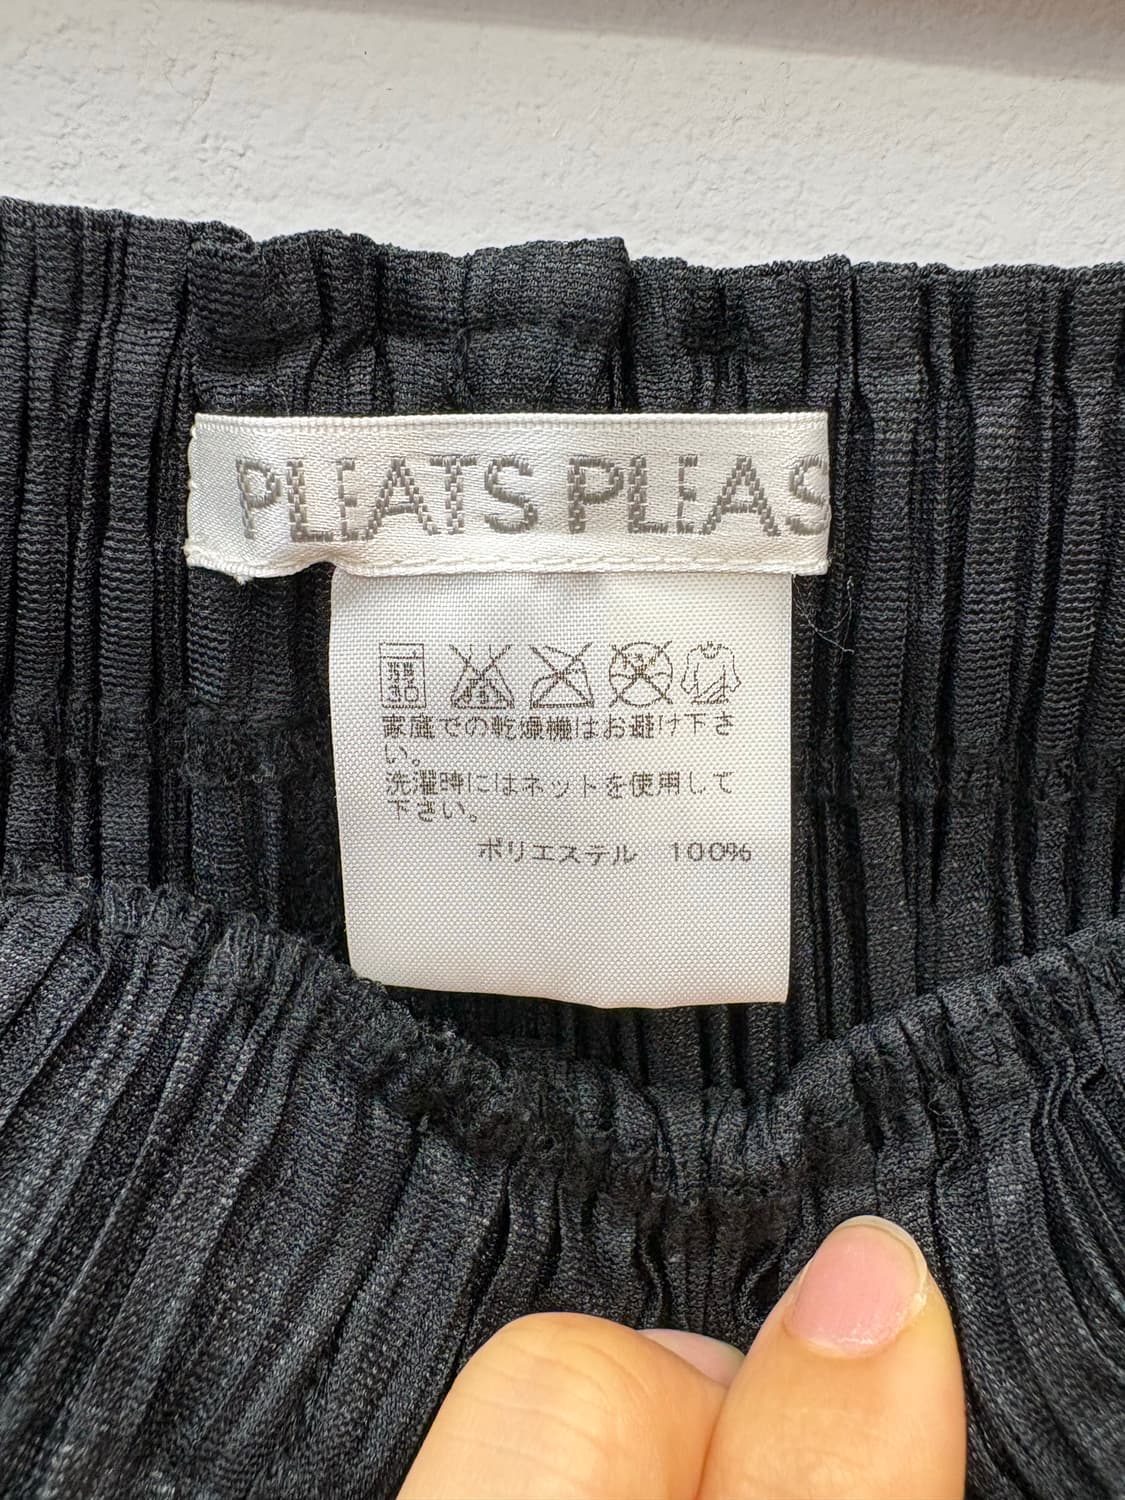 PLEATS PLEAS
家庭での乾燥機はお避け下さ
い。
洗濯時にはネットを使用して
下さい。
ポリエステル 100%